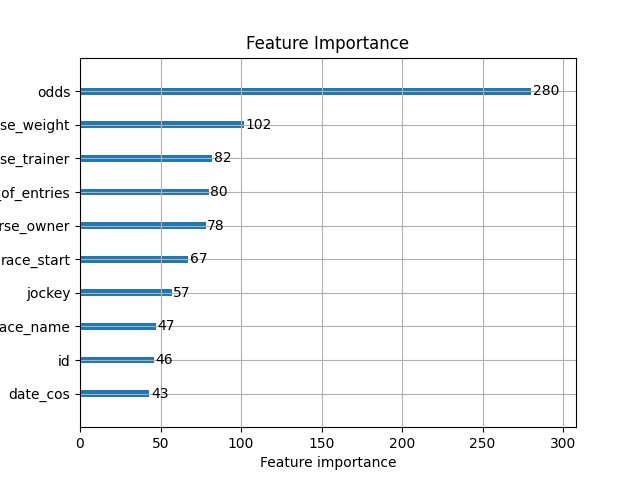 Feature Importance
odds 280
se_weight 102
se_trainer 82
_of_entries 80
rse_owner 78
race_start 67
jockey 57
ace_name 47
id 46
date_cos 43
0 50 100 150 200 250 300
Feature importance